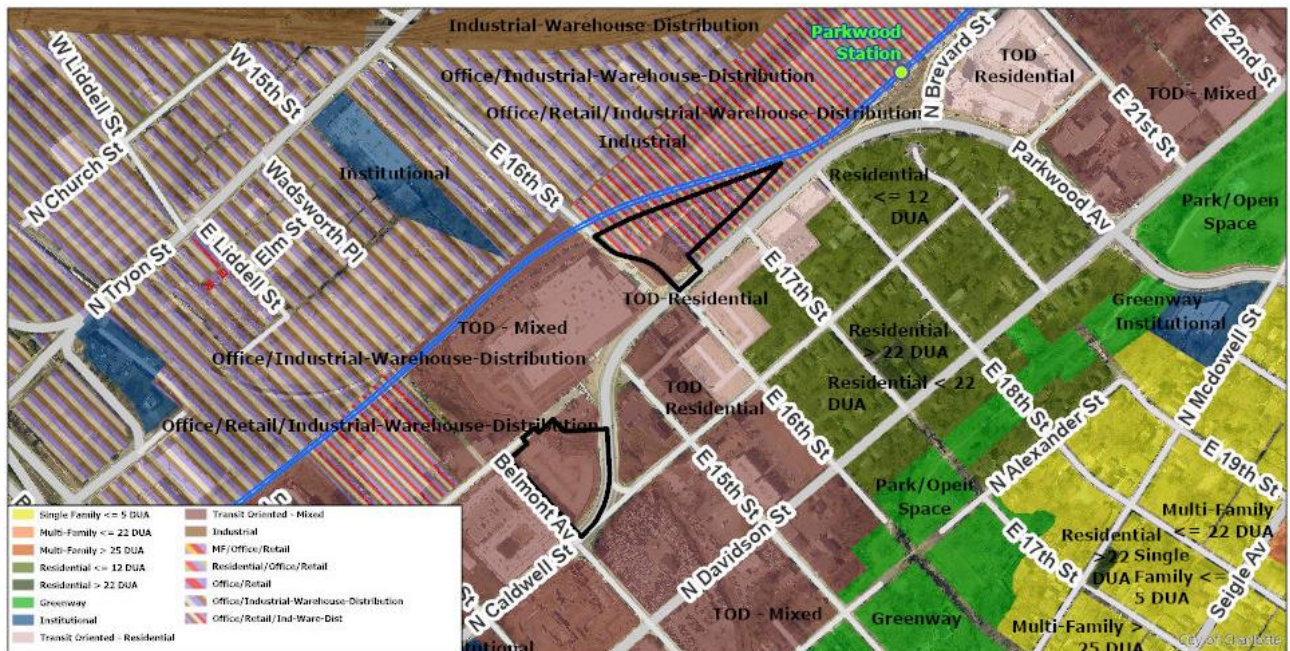 Industrial-Warehouse-Distribution
Parkwood
Station
N Brevard St
E 22nd St
TOD -
Residential
W Liddell St
W 15th St
Office/Industrial-Warehouse-Distribution
TOD - Mixed
E 21st St
Office/Retail/Industrial-Warehouse-Distribution
Industrial
N Church St
E 16th St
Parkwood Av
Institutional
Wadsworth Pl
Residential
<= 12
DUA
Park/Open
Space
Elm St
E Liddell St
N Tryon St
E 17th St
TOD-Residential
Greenway
Institutional
TOD - Mixed
Residential
> 22 DUA
N Mcdowell St
Office/Industrial-Warehouse-Distribution
TOD -
Residential
Residential < 22
DUA
E 18th St
N Alexander St
E 16th St
E 19th St
Office/Retail/Industrial-Warehouse-Distribution
Belmont Av
E 15th St
Park/Open
Space
Multi-Family
<= 22 DUA
Residential
>22
DUA
Single
Family <=
5 DUA
E 17th St
Seigle Av
N Caldwell St
N Davidson St
TOD - Mixed
Greenway
Multi-Family >
25 DUA
St
Single Family <= 5 DUA
Multi-Family <= 22 DUA
Multi-Family > 25 DUA
Residential <= 12 DUA
Residential > 22 DUA
Greenway
Institutional
Transit Oriented - Residential
Transit Oriented - Mixed
Industrial
MF/Office/Retail
Residential/Office/Retail
Office/Retail
Office/Industrial-Warehouse-Distribution
Office/Retail/Ind-Ware-Dist
City of Charlotte